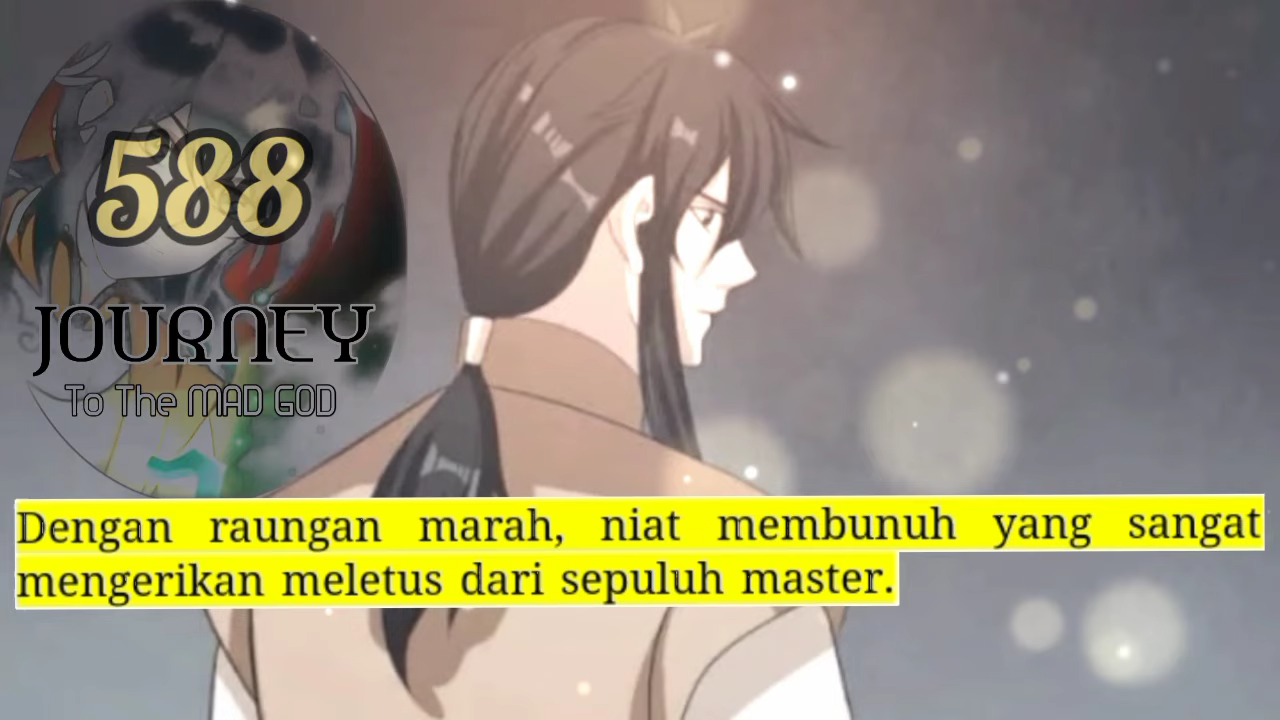 588
JOURNEY
To The MAD GOD
Dengan raungan marah, niat membunuh yang sangat
mengerikan meletus dari sepuluh master.